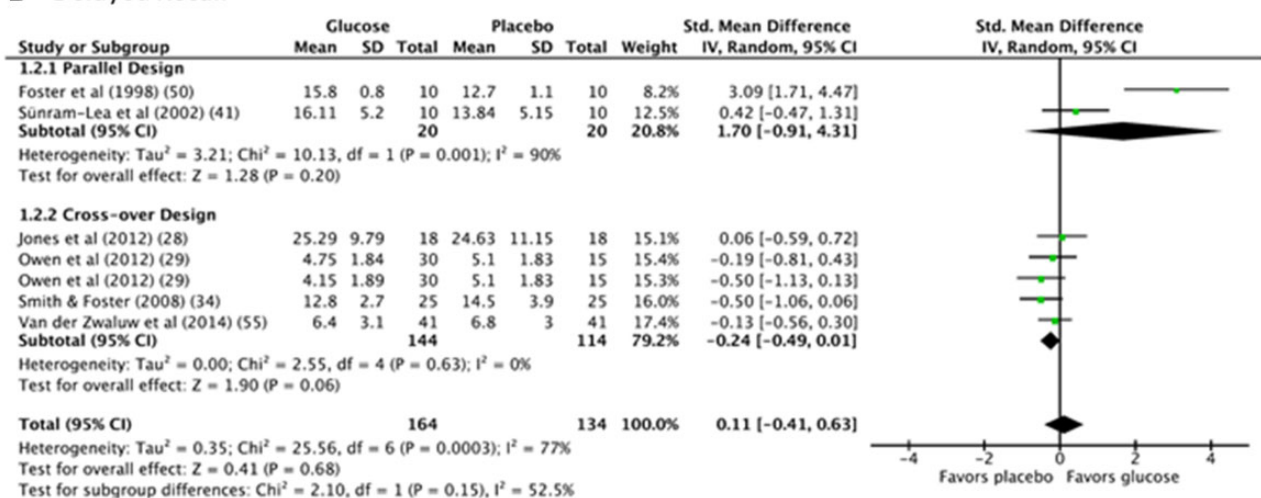 Glucose Placebo Std. Mean Difference Std. Mean Difference
Study or Subgroup Mean SD Total Mean SD Total Weight IV, Random, 95% CI IV, Random, 95% CI
1.2.1 Parallel Design
Foster et al (1998) (50) 15.8 0.8 10 12.7 1.1 10 8.2% 3.09 [1.71, 4.47]
Sünram-Lea et al (2002) (41) 16.11 5.2 10 13.84 5.15 10 12.5% 0.42 [-0.47, 1.31]
Subtotal (95% CI) 20 20 20.8% 1.70 [-0.91, 4.31]
Heterogeneity: Tau² = 3.21; Chi² = 10.13, df = 1 (P = 0.001); I² = 90%
Test for overall effect: Z = 1.28 (P = 0.20)
1.2.2 Cross-over Design
Jones et al (2012) (28) 25.29 9.79 18 24.63 11.15 18 15.1% 0.06 [-0.59, 0.72]
Owen et al (2012) (29) 4.75 1.84 30 5.1 1.83 15 15.4% -0.19 [-0.81, 0.43]
Owen et al (2012) (29) 4.15 1.89 30 5.1 1.83 15 15.3% -0.50 [-1.13, 0.13]
Smith & Foster (2008) (34) 12.8 2.7 25 14.5 3.9 25 16.0% -0.50 [-1.06, 0.06]
Van der Zwaluw et al (2014) (55) 6.4 3.1 41 6.8 3 41 17.4% -0.13 [-0.56, 0.30]
Subtotal (95% CI) 144 114 79.2% -0.24 [-0.49, 0.01]
Heterogeneity: Tau² = 0.00; Chi² = 2.55, df = 4 (P = 0.63); I² = 0%
Test for overall effect: Z = 1.90 (P = 0.06)
Total (95% CI) 164 134 100.0% 0.11 [-0.41, 0.63]
Heterogeneity: Tau² = 0.35; Chi² = 25.56, df = 6 (P = 0.0003); I² = 77%
Test for overall effect: Z = 0.41 (P = 0.68)
Test for subgroup differences: Chi² = 2.10, df = 1 (P = 0.15), I² = 52.5%
-4 -2 0 2 4
Favors placebo Favors glucose